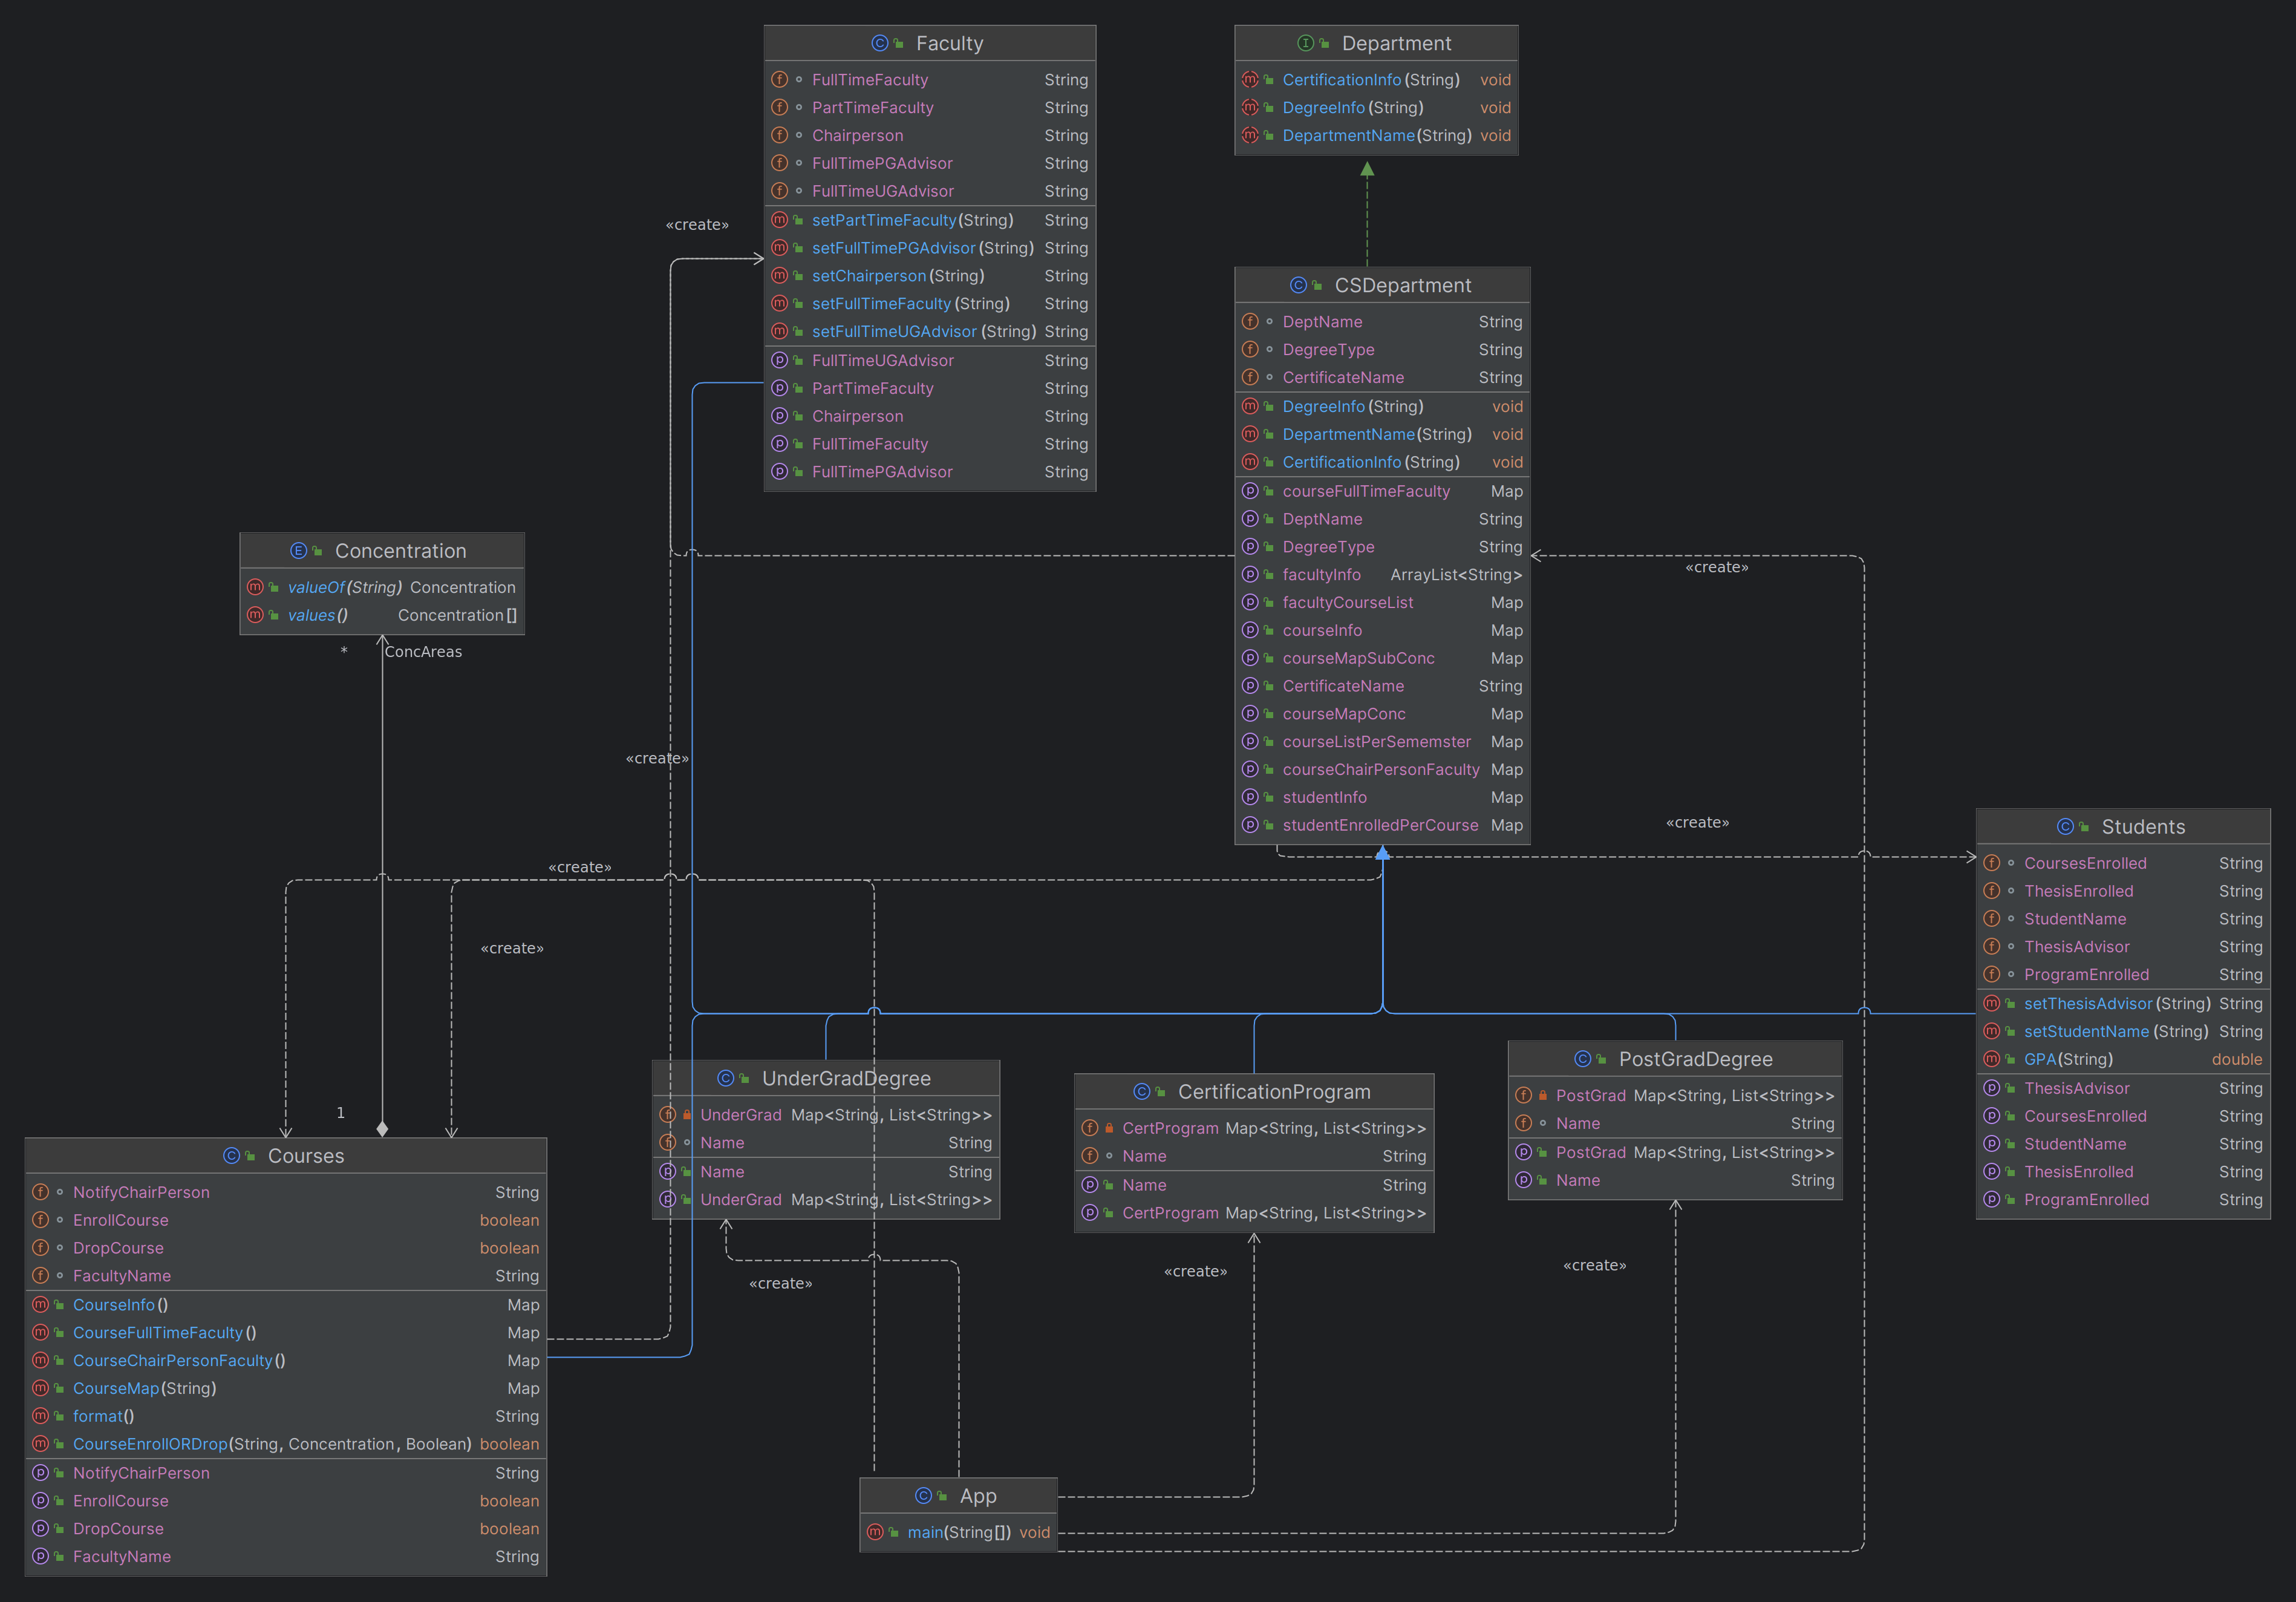 Faculty
FullTimeFaculty String
PartTimeFaculty String
Chairperson String
FullTimePGAdvisor String
FullTimeUGAdvisor String
setPartTimeFaculty(String) String
setFullTimePGAdvisor(String) String
setChairperson(String) String
setFullTimeFaculty(String) String
setFullTimeUGAdvisor(String) String
FullTimeUGAdvisor String
PartTimeFaculty String
Chairperson String
FullTimeFaculty String
FullTimePGAdvisor String
Department
CertificationInfo(String) void
DegreeInfo(String) void
DepartmentName(String) void
«create»
CSDepartment
DeptName String
DegreeType String
CertificateName String
DegreeInfo(String) void
DepartmentName(String) void
CertificationInfo(String) void
courseFullTimeFaculty Map
DeptName String
DegreeType String
facultyInfo ArrayList<String>
facultyCourseList Map
courseInfo Map
courseMapSubConc Map
CertificateName String
courseMapConc Map
courseListPerSememster Map
courseChairPersonFaculty Map
studentInfo Map
studentEnrolledPerCourse Map
Concentration
valueOf(String) Concentration
values() Concentration[]
* ConcAreas
«create»
«create»
«create»
«create»
«create»
Students
CoursesEnrolled String
ThesisEnrolled String
StudentName String
ThesisAdvisor String
ProgramEnrolled String
setThesisAdvisor(String) String
setStudentName(String) String
GPA(String) double
ThesisAdvisor String
CoursesEnrolled String
StudentName String
ThesisEnrolled String
ProgramEnrolled String
1
UnderGradDegree
UnderGrad Map<String, List<String>>
Name String
Name String
UnderGrad Map<String, List<String>>
CertificationProgram
CertProgram Map<String, List<String>>
Name String
Name String
CertProgram Map<String, List<String>>
PostGradDegree
PostGrad Map<String, List<String>>
Name String
PostGrad Map<String, List<String>>
Name String
Courses
NotifyChairPerson String
EnrollCourse boolean
DropCourse boolean
FacultyName String
CourseInfo() Map
CourseFullTimeFaculty() Map
CourseChairPersonFaculty() Map
CourseMap(String) Map
format() String
CourseEnrollORDrop(String, Concentration, Boolean) boolean
NotifyChairPerson String
EnrollCourse boolean
DropCourse boolean
FacultyName String
«create»
«create»
«create»
App
main(String[]) void